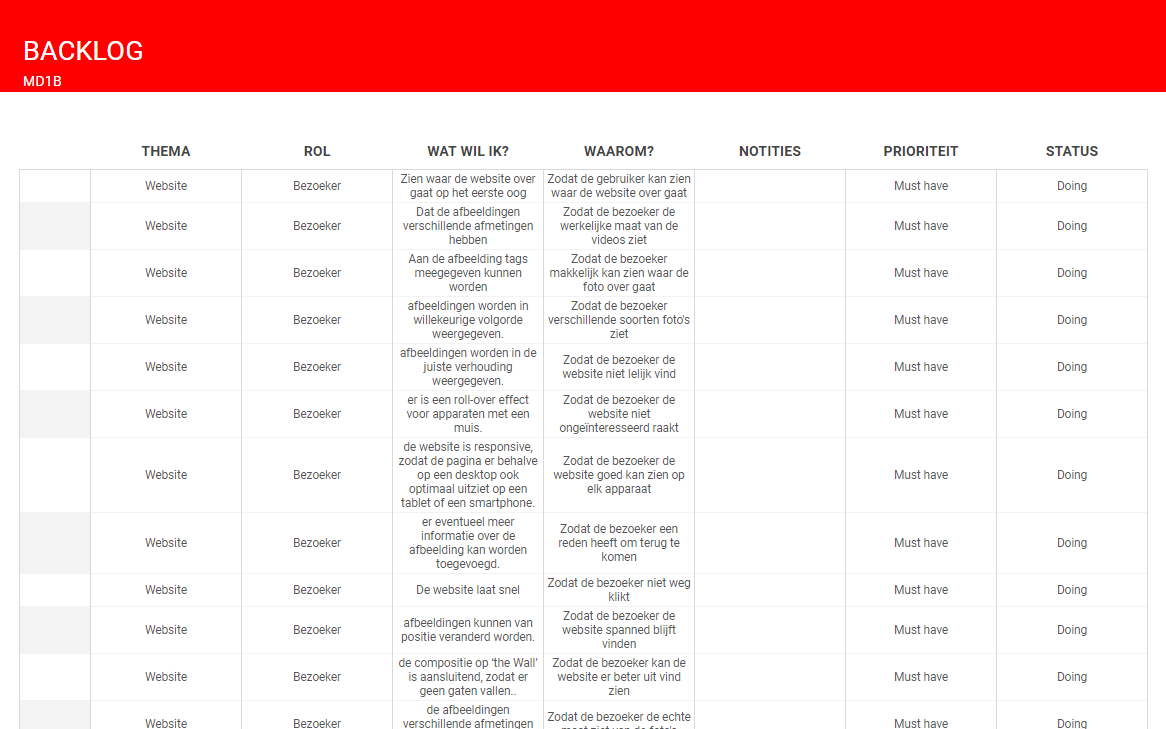 BACKLOG
MD1B
THEMA ROL WAT WIL IK? WAAROM? NOTITIES PRIORITEIT STATUS
Website Bezoeker Zien waar de website over gaat op het eerste oog Zodat de gebruiker kan zien waar de website over gaat Must have Doing
Website Bezoeker Dat de afbeeldingen verschillende afmetingen hebben Zodat de bezoeker de werkelijke maat van de videos ziet Must have Doing
Website Bezoeker Aan de afbeelding tags meegegeven kunnen worden Zodat de bezoeker makkelijk kan zien waar de foto over gaat Must have Doing
Website Bezoeker afbeeldingen worden in willekeurige volgorde weergegeven. Zodat de bezoeker verschillende soorten foto's ziet Must have Doing
Website Bezoeker afbeeldingen worden in de juiste verhouding weergegeven. Zodat de bezoeker de website niet lelijk vind Must have Doing
Website Bezoeker er is een roll-over effect voor apparaten met een muis. Zodat de bezoeker de website niet ongeïnteresseerd raakt Must have Doing
Website Bezoeker de website is responsive, zodat de pagina er behalve op een desktop ook optimaal uitziet op een tablet of een smartphone. Zodat de bezoeker de website goed kan zien op elk apparaat Must have Doing
Website Bezoeker er eventueel meer informatie over de afbeelding kan worden toegevoegd. Zodat de bezoeker een reden heeft om terug te komen Must have Doing
Website Bezoeker De website laat snel Zodat de bezoeker niet weg klikt Must have Doing
Website Bezoeker afbeeldingen kunnen van positie veranderd worden. Zodat de bezoeker de website spanned blijft vinden Must have Doing
Website Bezoeker de compositie op ‘the Wall’ is aansluitend, zodat er geen gaten vallen.. Zodat de bezoeker kan de website er beter uit vind zien Must have Doing
Website Bezoeker de afbeeldingen verschillende afmetingen Zodat de bezoeker de echte Must have Doing